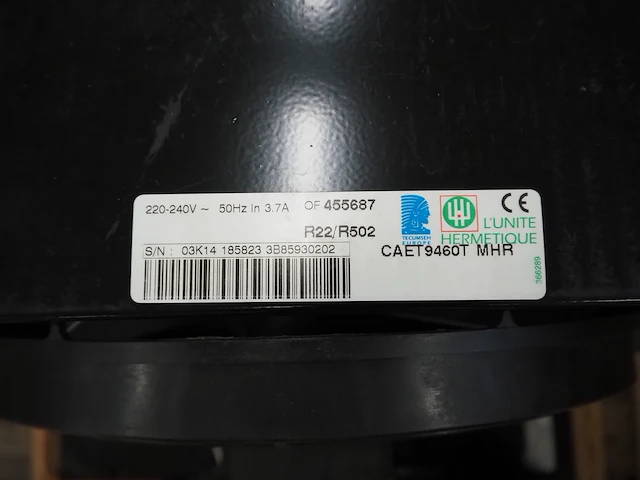 220-240V ~ 50Hz In 3.7A OF 455687
R22/R502
S/N : 03K14 185823 3B85930202
TECUMSEH
EUROPE
L'UNITE
HERMETIQUE
CE
CAET9460T MHR
366289